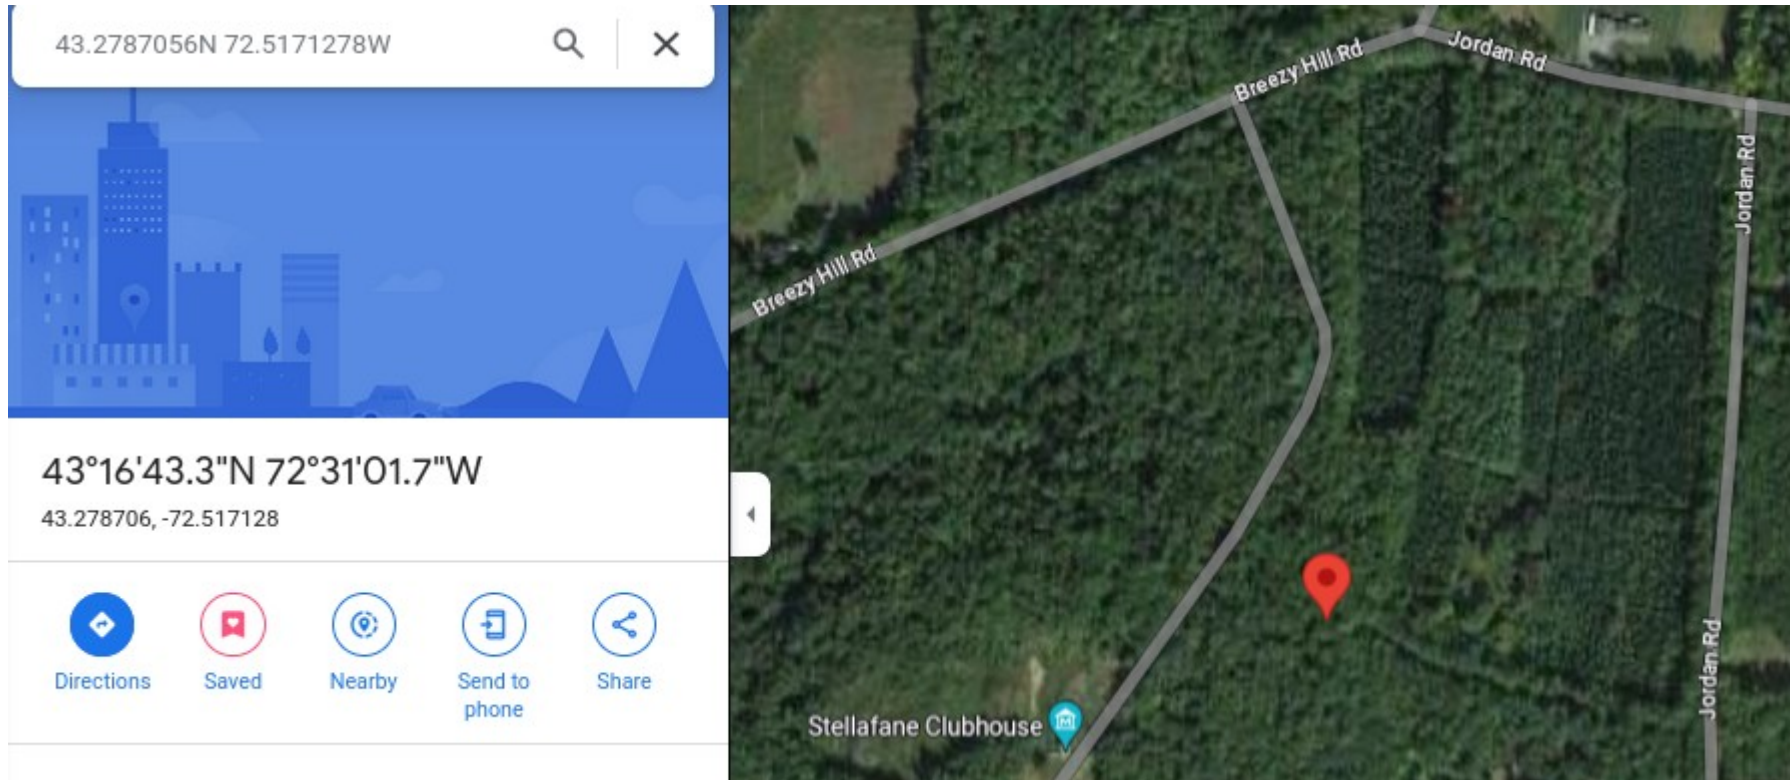 43.2787056N 72.5171278W
43°16'43.3"N 72°31'01.7"W
43.278706, -72.517128
Directions
Saved
Nearby
Send to
phone
Share
Breezy Hill Rd
Jordan Rd
Jordan Rd
Breezy Hill Rd
Jordan Rd
Stellafane Clubhouse